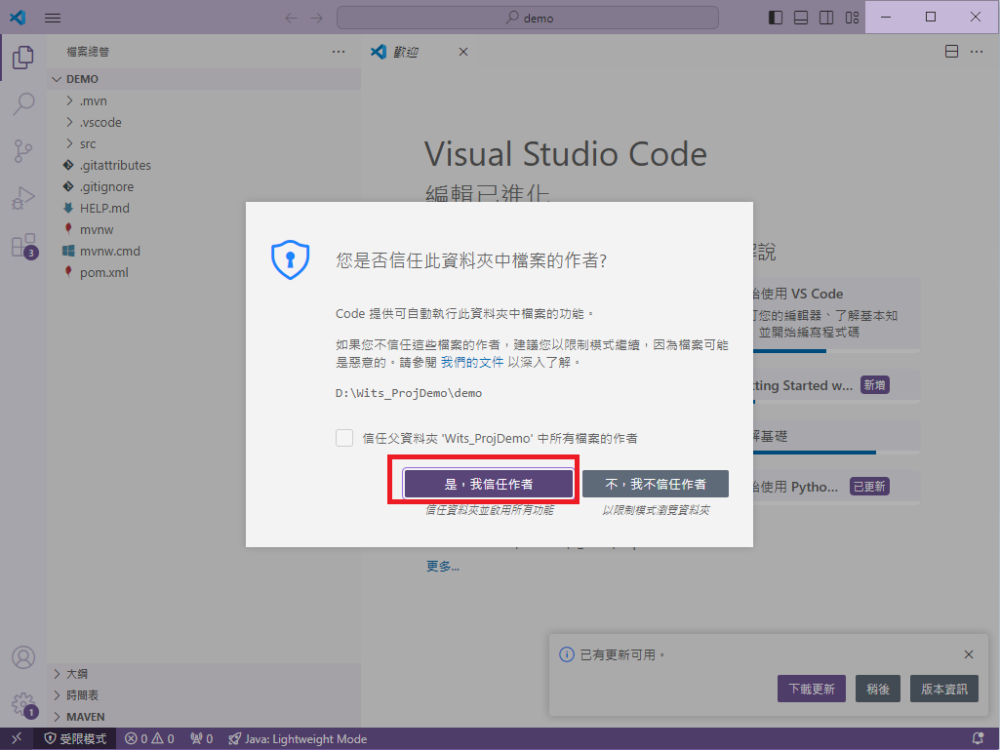 demo
檔案總管
歡迎
DEMO
.mvn
.vscode
src
.gitattributes
.gitignore
HELP.md
mvnw
mvnw.cmd
pom.xml
Visual Studio Code
編輯已進化
解說
始使用 VS Code
訂您的編輯器、了解基本知
並開始編寫程式碼
tting Started w... 新增
解基礎
始使用 Pytho... 已更新
更多...
您是否信任此資料夾中檔案的作者?
Code 提供可自動執行此資料夾中檔案的功能。
如果您不信任這些檔案的作者，建議您以限制模式繼續，因為檔案可能
是惡意的。請參閱 我們的文件 以深入了解。
D:\Wits_ProjDemo\demo
信任父資料夾 'Wits_ProjDemo' 中所有檔案的作者
是，我信任作者
不，我不信任作者
信任資料夾並啟用所有功能
以限制模式瀏覽資料夾
3
大綱
時間表
MAVEN
1
已有更新可用。
下載更新
稍後
版本資訊
受限模式
0
0
0
Java: Lightweight Mode